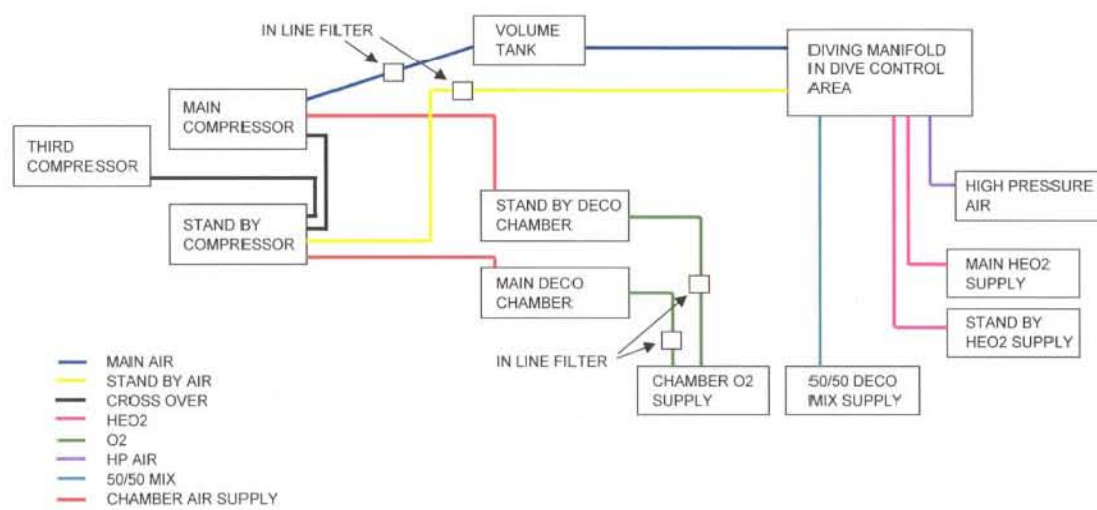 IN LINE FILTER
VOLUME
TANK
DIVING MANIFOLD
IN DIVE CONTROL
AREA
MAIN
COMPRESSOR
THIRD
COMPRESSOR
STAND BY
COMPRESSOR
STAND BY DECO
CHAMBER
MAIN DECO
CHAMBER
HIGH PRESSURE
AIR
MAIN HEO2
SUPPLY
STAND BY
HEO2 SUPPLY
IN LINE FILTER
CHAMBER O2
SUPPLY
50/50 DECO
MIX SUPPLY
MAIN AIR
STAND BY AIR
CROSS OVER
HEO2
O2
HP AIR
50/50 MIX
CHAMBER AIR SUPPLY